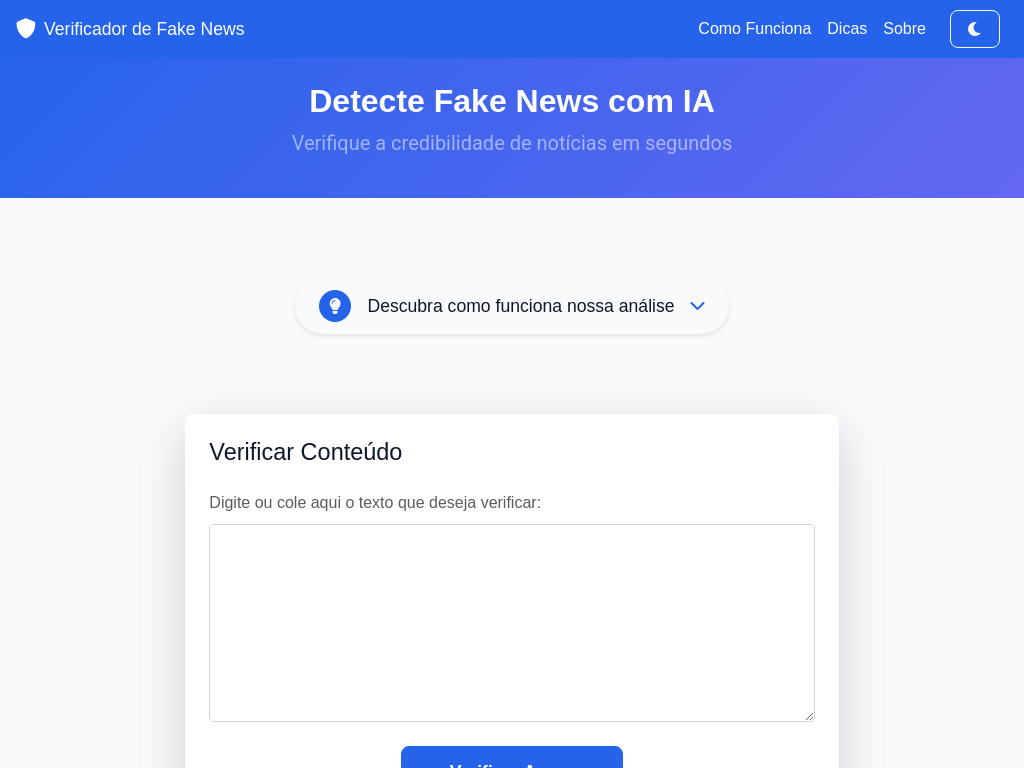 Verificador de Fake News
Como Funciona
Dicas
Sobre
Detecte Fake News com IA
Verifique a credibilidade de notícias em segundos
Descubra como funciona nossa análise
Verificar Conteúdo
Digite ou cole aqui o texto que deseja verificar: